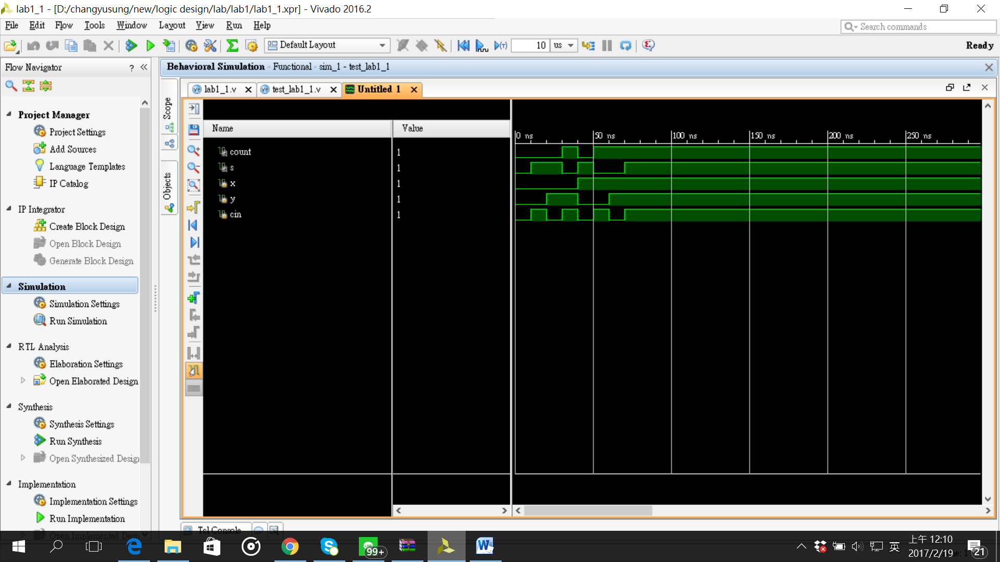 lab1_1 - [D:/changyusung/new/logic design/lab/lab1/lab1_1.xpr] - Vivado 2016.2
File Edit Flow Tools Window Layout View Run Help
Search commands
Default Layout
10 us
Ready
Flow Navigator
Behavioral Simulation - Functional - sim_1 - test_lab1_1
lab1_1.v
test_lab1_1.v
Untitled 1
Scope
Objects
Project Manager
Project Settings
Add Sources
Language Templates
IP Catalog
IP Integrator
Create Block Design
Open Block Design
Generate Block Design
Simulation
Simulation Settings
Run Simulation
RTL Analysis
Elaboration Settings
Open Elaborated Design
Synthesis
Synthesis Settings
Run Synthesis
Open Synthesized Design
Implementation
Implementation Settings
Run Implementation
Open Implemented Desi
Name Value
0 ns 50 ns 100 ns 150 ns 200 ns 250 ns
count 1
s 1
x 1
y 1
cin 1
Tcl Console
99+
英
上午 12:10
2017/2/19
21